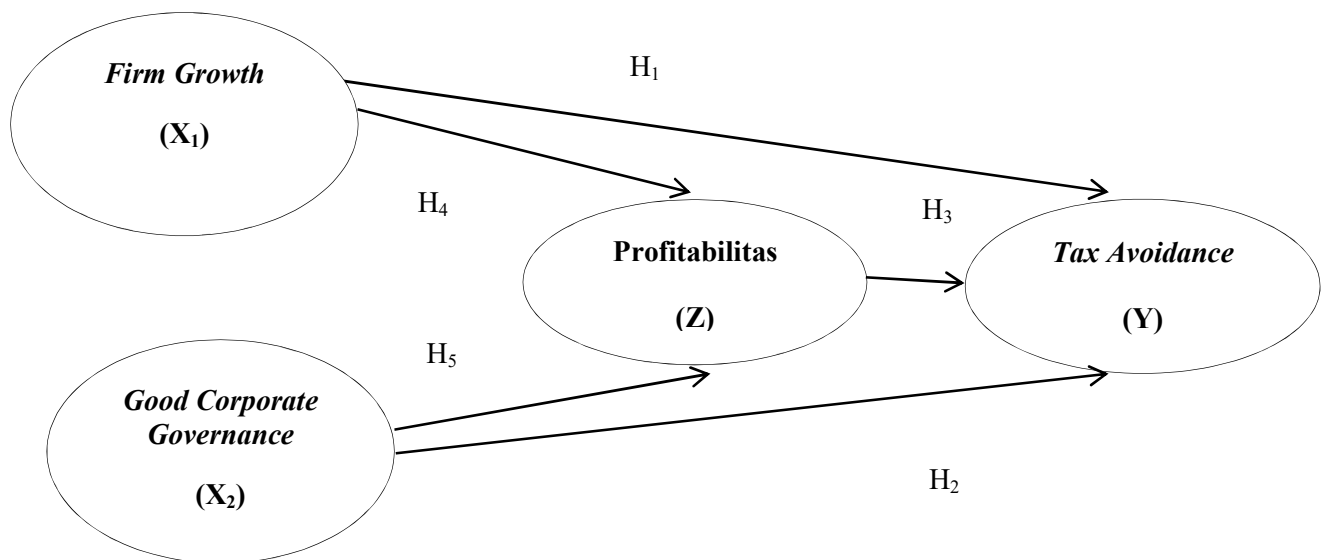 Firm Growth
(X₁)
H₁
H₄
H₃
Profitabilitas
(Z)
Tax Avoidance
(Y)
H₅
Good Corporate
Governance
(X₂)
H₂